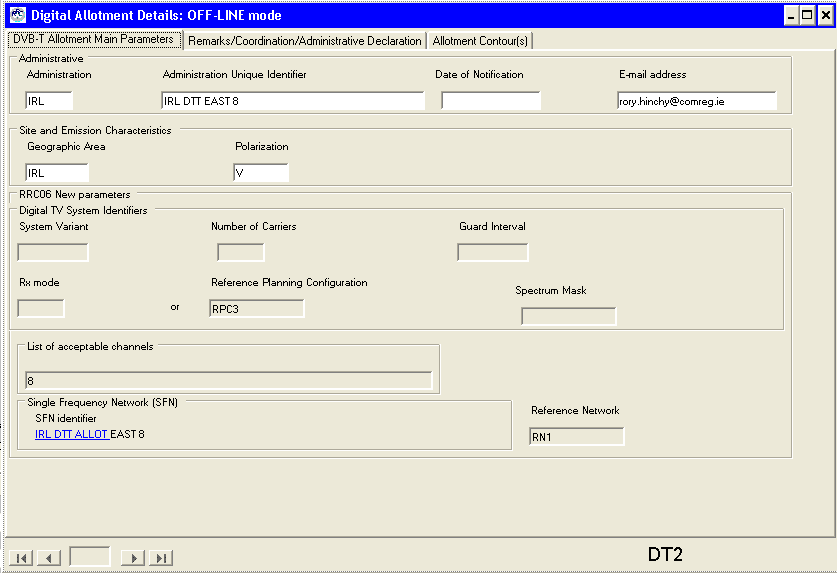 Digital Allotment Details: OFF-LINE mode
DVB-T Allotment Main Parameters Remarks/Coordination/Administrative Declaration Allotment Contour(s)
Administrative
Administration Administration Unique Identifier Date of Notification E-mail address
IRL IRL DTT EAST 8 rory.hinchy@comreg.ie
Site and Emission Characteristics
Geographic Area Polarization
IRL V
RRC06 New parameters
Digital TV System Identifiers
System Variant Number of Carriers Guard Interval
Rx mode Reference Planning Configuration Spectrum Mask
or RPC3
List of acceptable channels
8
Single Frequency Network (SFN)
SFN identifier Reference Network
IRL DTT ALLOT EAST 8 RN1
DT2